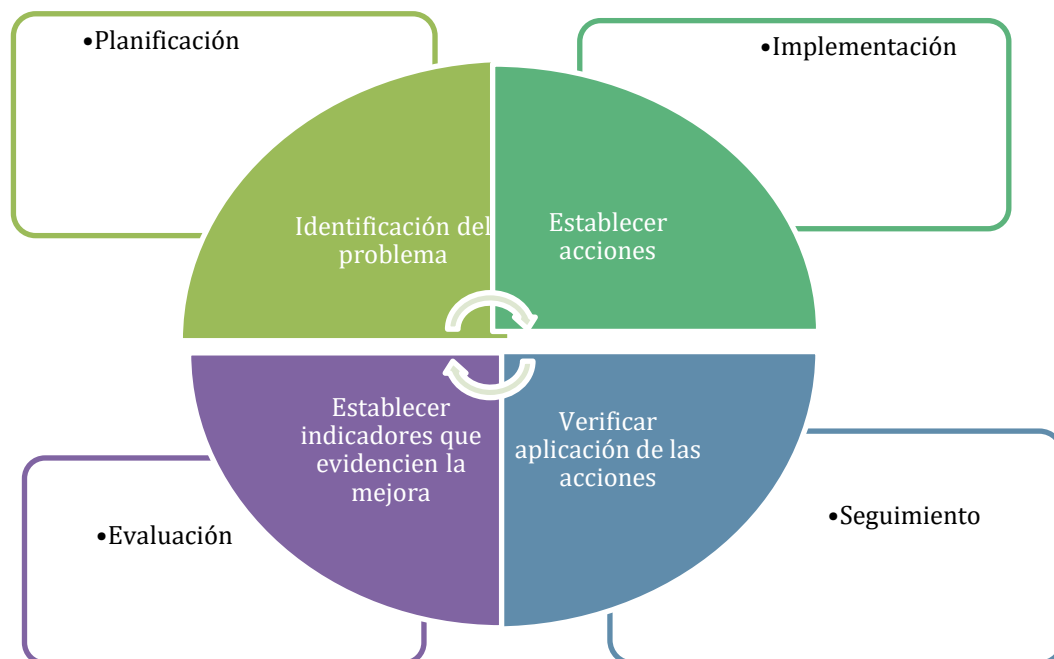 •Planificación
•Implementación
Identificación del
problema
Establecer
acciones
Establecer
indicadores que
evidencien la
mejora
Verificar
aplicación de las
acciones
•Evaluación
•Seguimiento